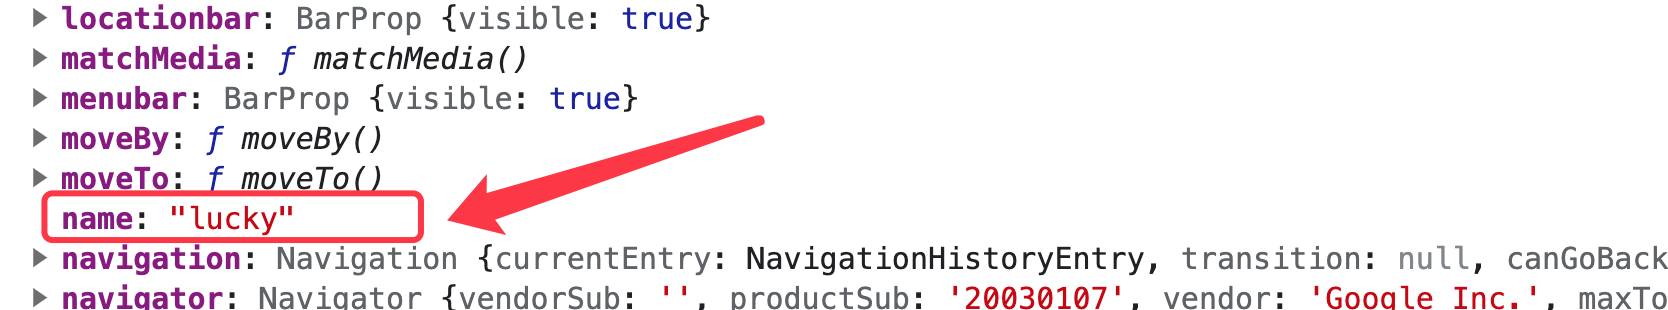 locationbar: BarProp {visible: true}
matchMedia: ƒ matchMedia()
menubar: BarProp {visible: true}
moveBy: ƒ moveBy()
moveTo: ƒ moveTo()
name: "lucky"
navigation: Navigation {currentEntry: NavigationHistoryEntry, transition: null, canGoBack
navigator: Navigator {vendorSub: '', productSub: '20030107', vendor: 'Google Inc.', maxTo